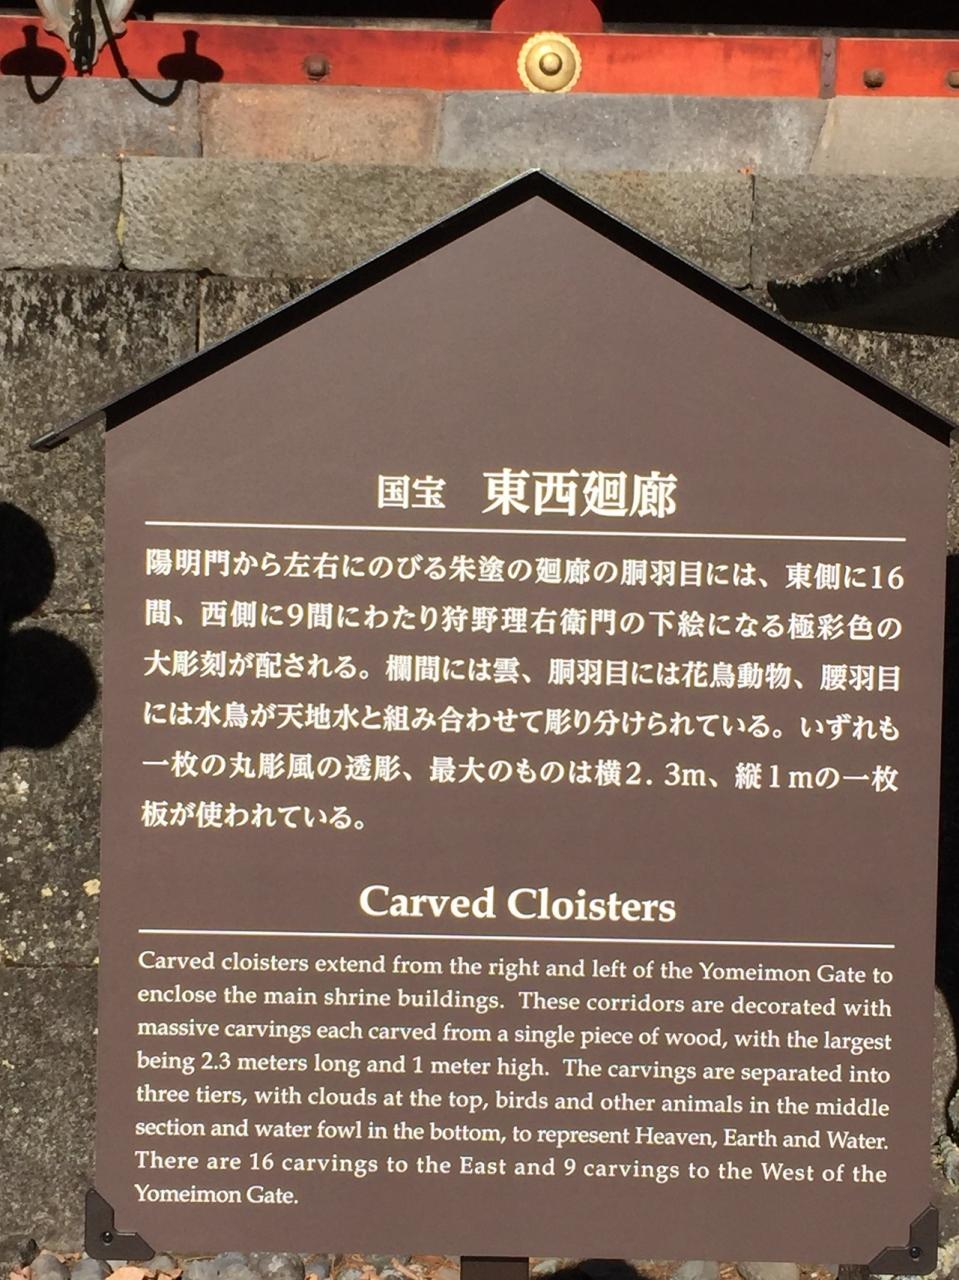 国宝 東西廻廊
陽明門から左右にのびる朱塗の廻廊の胴羽目には、東側に16
間、西側に9間にわたり狩野理右衛門の下絵になる極彩色の
大彫刻が配される。欄間には雲、胴羽目には花鳥動物、腰羽目
には水鳥が天地水と組み合わせて彫り分けられている。いずれも
一枚の丸彫風の透彫、最大のものは横2. 3m、縦1mの一枚
板が使われている。
Carved Cloisters
Carved cloisters extend from the right and left of the Yomeimon Gate to
enclose the main shrine buildings. These corridors are decorated with
massive carvings each carved from a single piece of wood, with the largest
being 2.3 meters long and 1 meter high. The carvings are separated into
three tiers, with clouds at the top, birds and other animals in the middle
section and water fowl in the bottom, to represent Heaven, Earth and Water.
There are 16 carvings to the East and 9 carvings to the West of the
Yomeimon Gate.